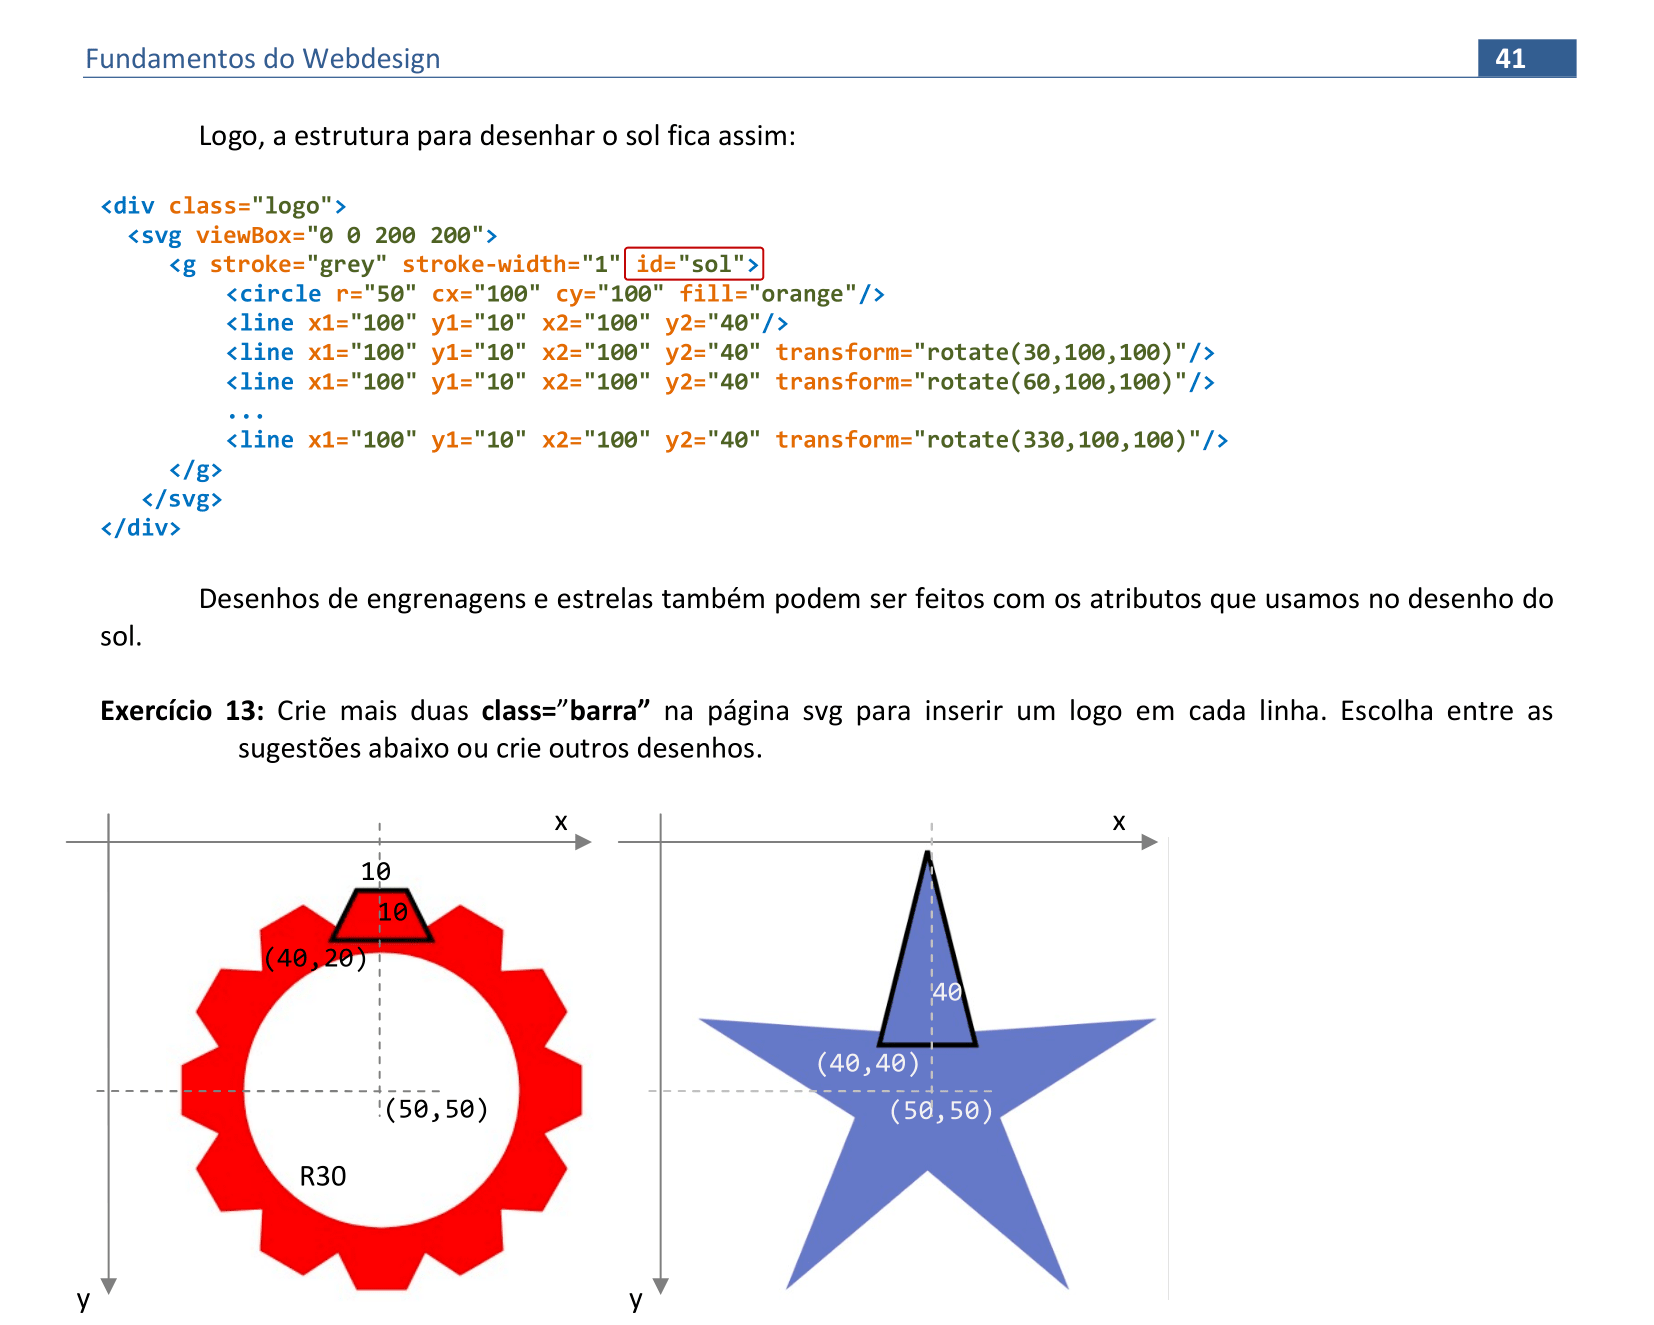 Fundamentos do Webdesign 41
Logo, a estrutura para desenhar o sol fica assim:
<div class="logo">
<svg viewBox="0 0 200 200">
<g stroke="grey" stroke-width="1" id="sol">
<circle r="50" cx="100" cy="100" fill="orange"/>
<line x1="100" y1="10" x2="100" y2="40"/>
<line x1="100" y1="10" x2="100" y2="40" transform="rotate(30,100,100)"/>
<line x1="100" y1="10" x2="100" y2="40" transform="rotate(60,100,100)"/>
...
<line x1="100" y1="10" x2="100" y2="40" transform="rotate(330,100,100)"/>
</g>
</svg>
</div>
Desenhos de engrenagens e estrelas também podem ser feitos com os atributos que usamos no desenho do
sol.
Exercício 13: Crie mais duas class="barra” na página svg para inserir um logo em cada linha. Escolha entre as
sugestões abaixo ou crie outros desenhos.
x
10
10
(40,20)
(50,50)
R30
y
x
40
(40,40)
(50,50)
y